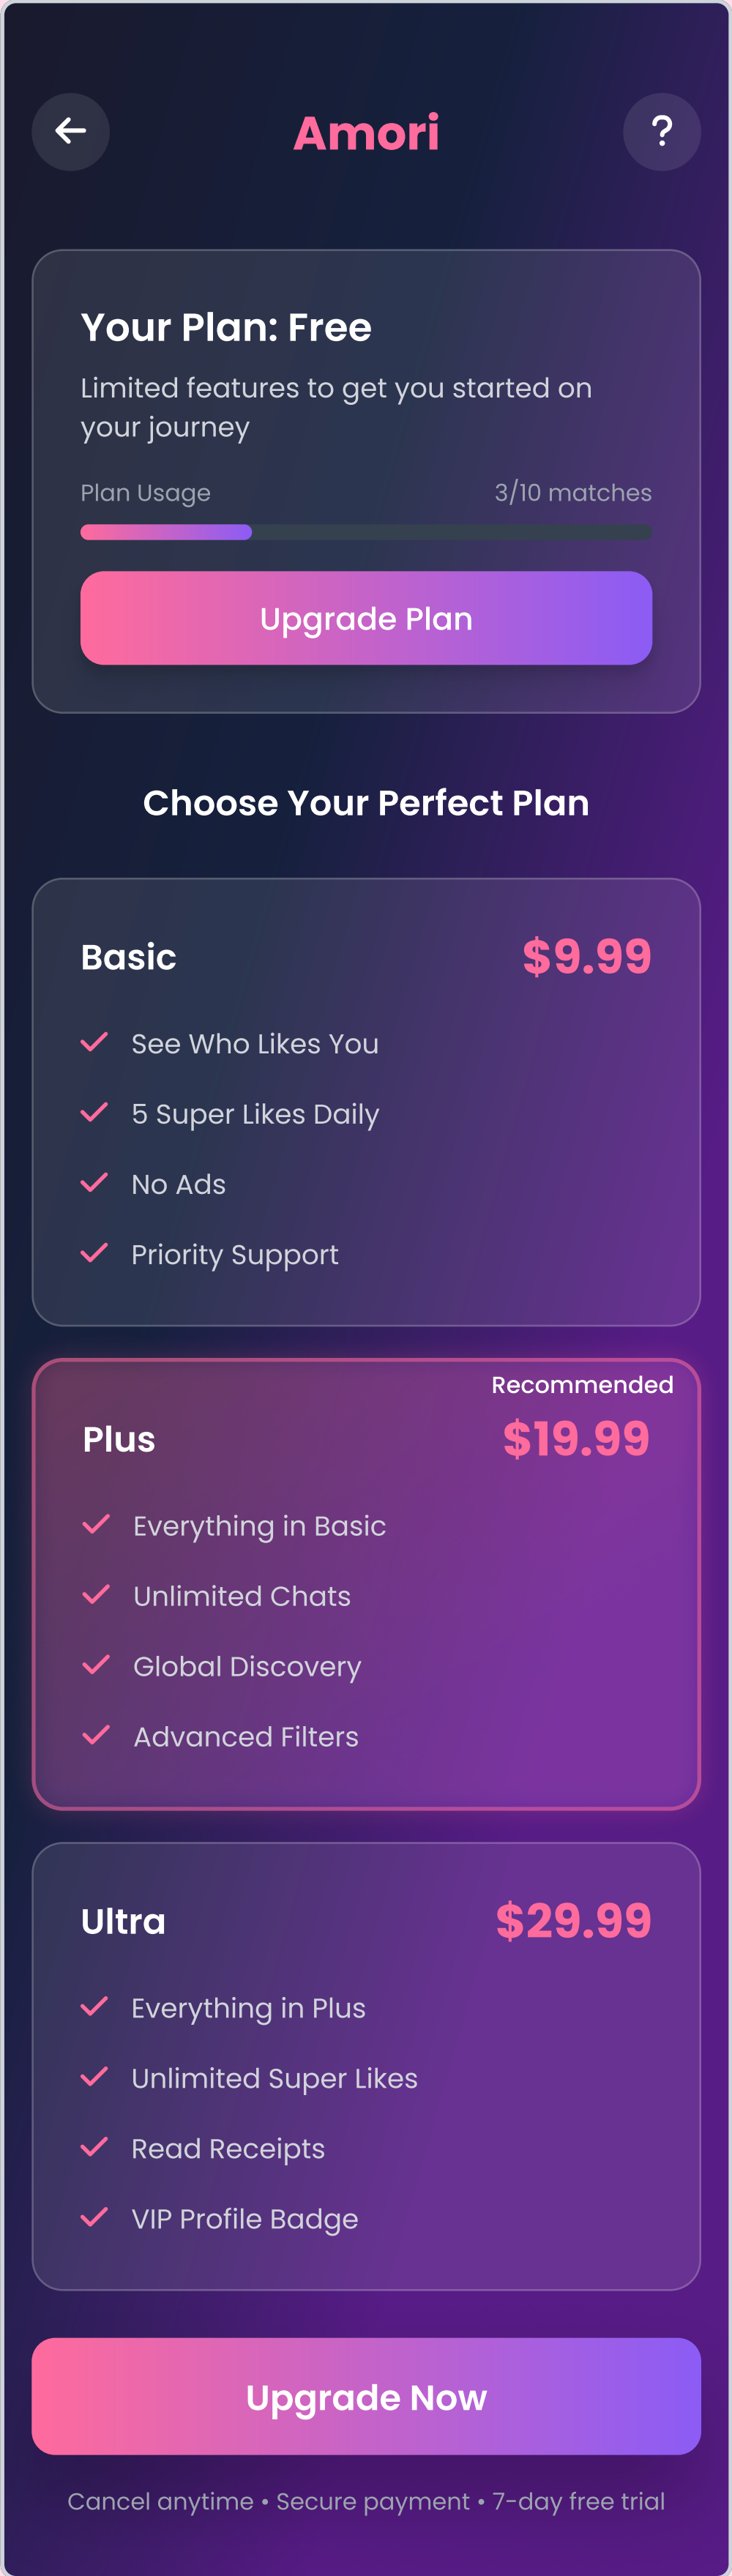 Amori
?
Your Plan: Free
Limited features to get you started on
your journey
Plan Usage
3/10 matches
Upgrade Plan
Choose Your Perfect Plan
Basic
$9.99
See Who Likes You
5 Super Likes Daily
No Ads
Priority Support
Recommended
Plus
$19.99
Everything in Basic
Unlimited Chats
Global Discovery
Advanced Filters
Ultra
$29.99
Everything in Plus
Unlimited Super Likes
Read Receipts
VIP Profile Badge
Upgrade Now
Cancel anytime • Secure payment • 7-day free trial